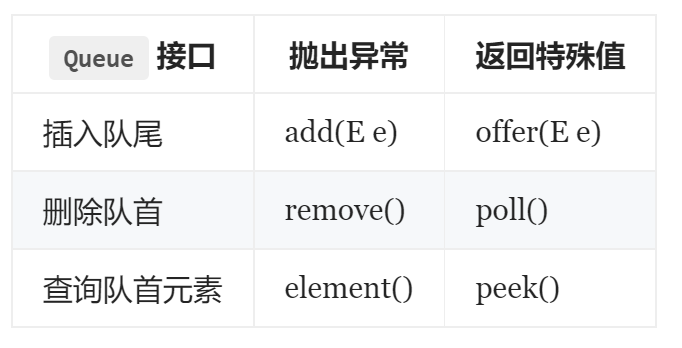 Queue 接口 抛出异常 返回特殊值
插入队尾 add(E e) offer(E e)
删除队首 remove() poll()
查询队首元素 element() peek()